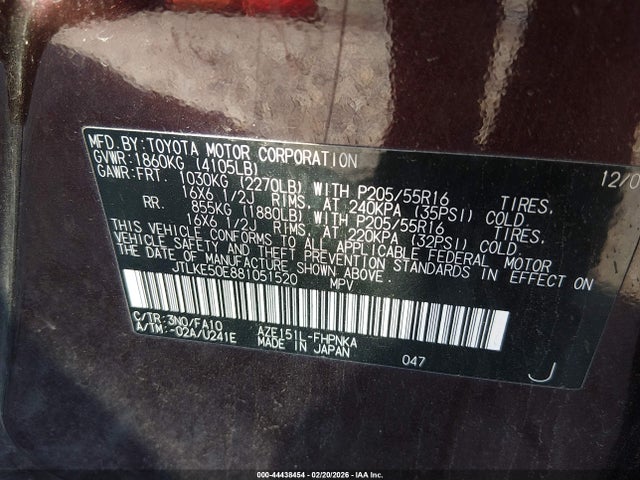 MFD.BY:TOYOTA MOTOR CORPORATION 12/0
GVWR:1860KG (4105LB)
GAWR:FRT. 1030KG (2270LB) WITH P205/55R16 TIRES,
16X6 1/2J RIMS, AT 240KPA (35PSI) COLD
RR. 855KG (1880LB) WITH P205/55R16 TIRES,
16X6 1/2J RIMS, AT 220KPA (32PSI) COLD
THIS VEHICLE CONFORMS TO ALL APPLICABLE FEDERAL MOTOR
VEHICLE SAFETY AND THEFT PREVENTION STANDARDS IN EFFECT ON
THE DATE OF MANUFACTURE SHOWN ABOVE.
JTLKE50E881051520 MPV
C/TR:3N0/FA10 AZE151L-FHPNKA
A/TM:-02A/U241E MADE IN JAPAN 047 J
000-44438454 - 02/20/2026 - IAA Inc.